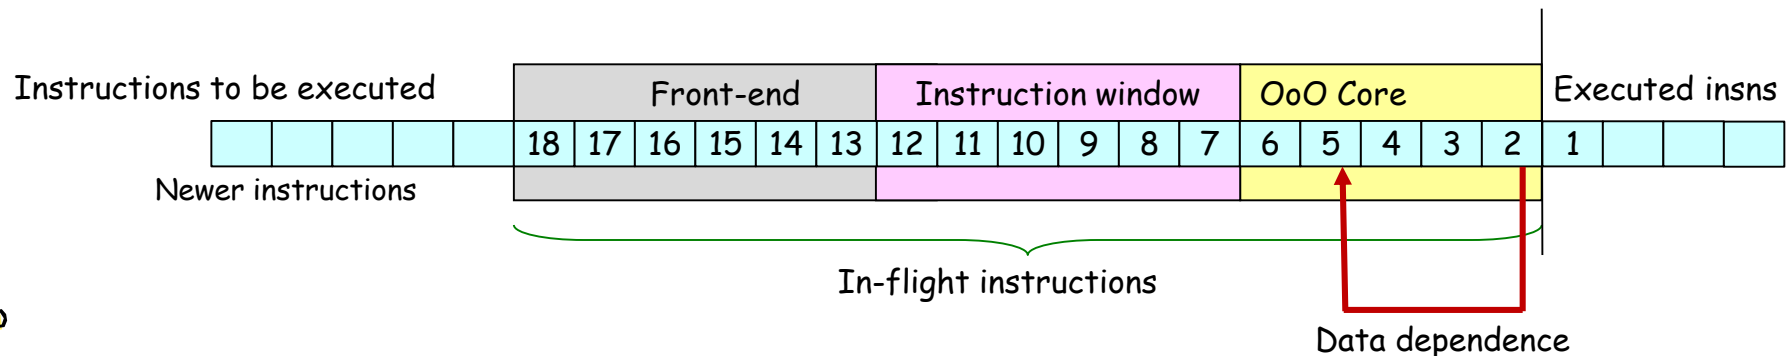 Instructions to be executed
Front-end
Instruction window
OoO Core
Executed insns
18 17 16 15 14 13 12 11 10 9 8 7 6 5 4 3 2 1
Newer instructions
In-flight instructions
Data dependence